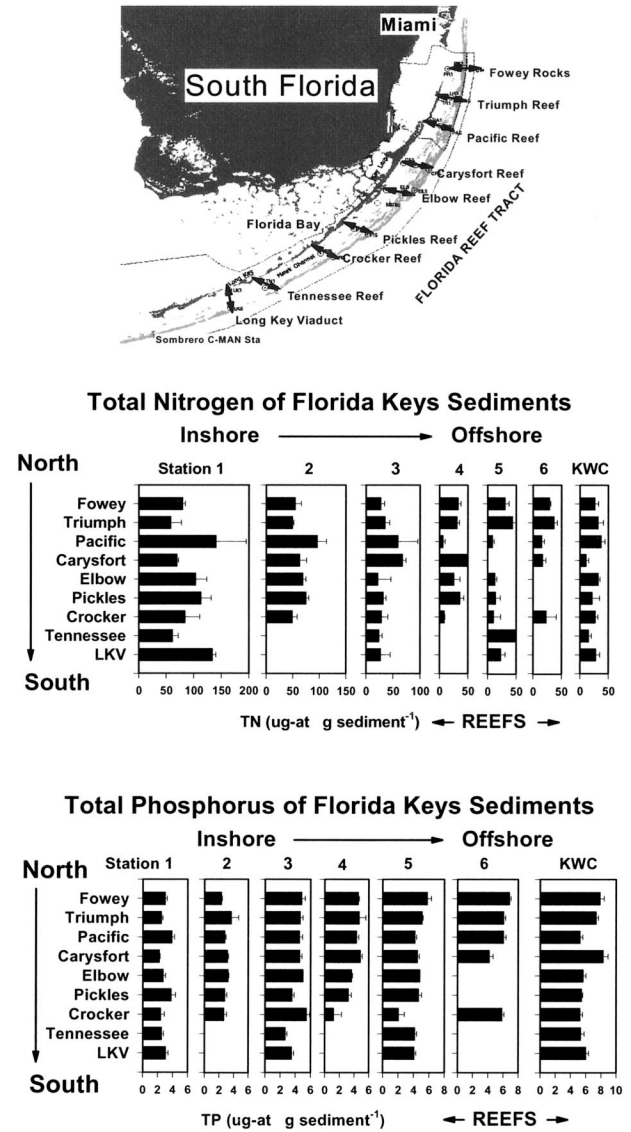 Miami
South Florida
Fowey Rocks
Triumph Reef
Pacific Reef
Carysfort Reef
Elbow Reef
Florida Bay
Pickles Reef
Crocker Reef
FLORIDA REEF TRACT
Tennessee Reef
Long Key Viaduct
Sombrero C-MAN Sta
Total Nitrogen of Florida Keys Sediments
Inshore Offshore
North
Station 1 2 3 4 5 6 KWC
Fowey
Triumph
Pacific
Carysfort
Elbow
Pickles
Crocker
Tennessee
LKV
South
0 50 100 150 200 0 50 100 150 0 50 100 0 50 0 50 0 50 0 50
TN (ug-at g sediment-1) REEFS
Total Phosphorus of Florida Keys Sediments
Inshore Offshore
North
Station 1 2 3 4 5 6 KWC
Fowey
Triumph
Pacific
Carysfort
Elbow
Pickles
Crocker
Tennessee
LKV
South
0 2 4 6 0 2 4 6 0 2 4 6 0 2 4 6 0 2 4 6 8 0 2 4 6 8 0 2 4 6 8 10
TP (ug-at g sediment-1) REEFS